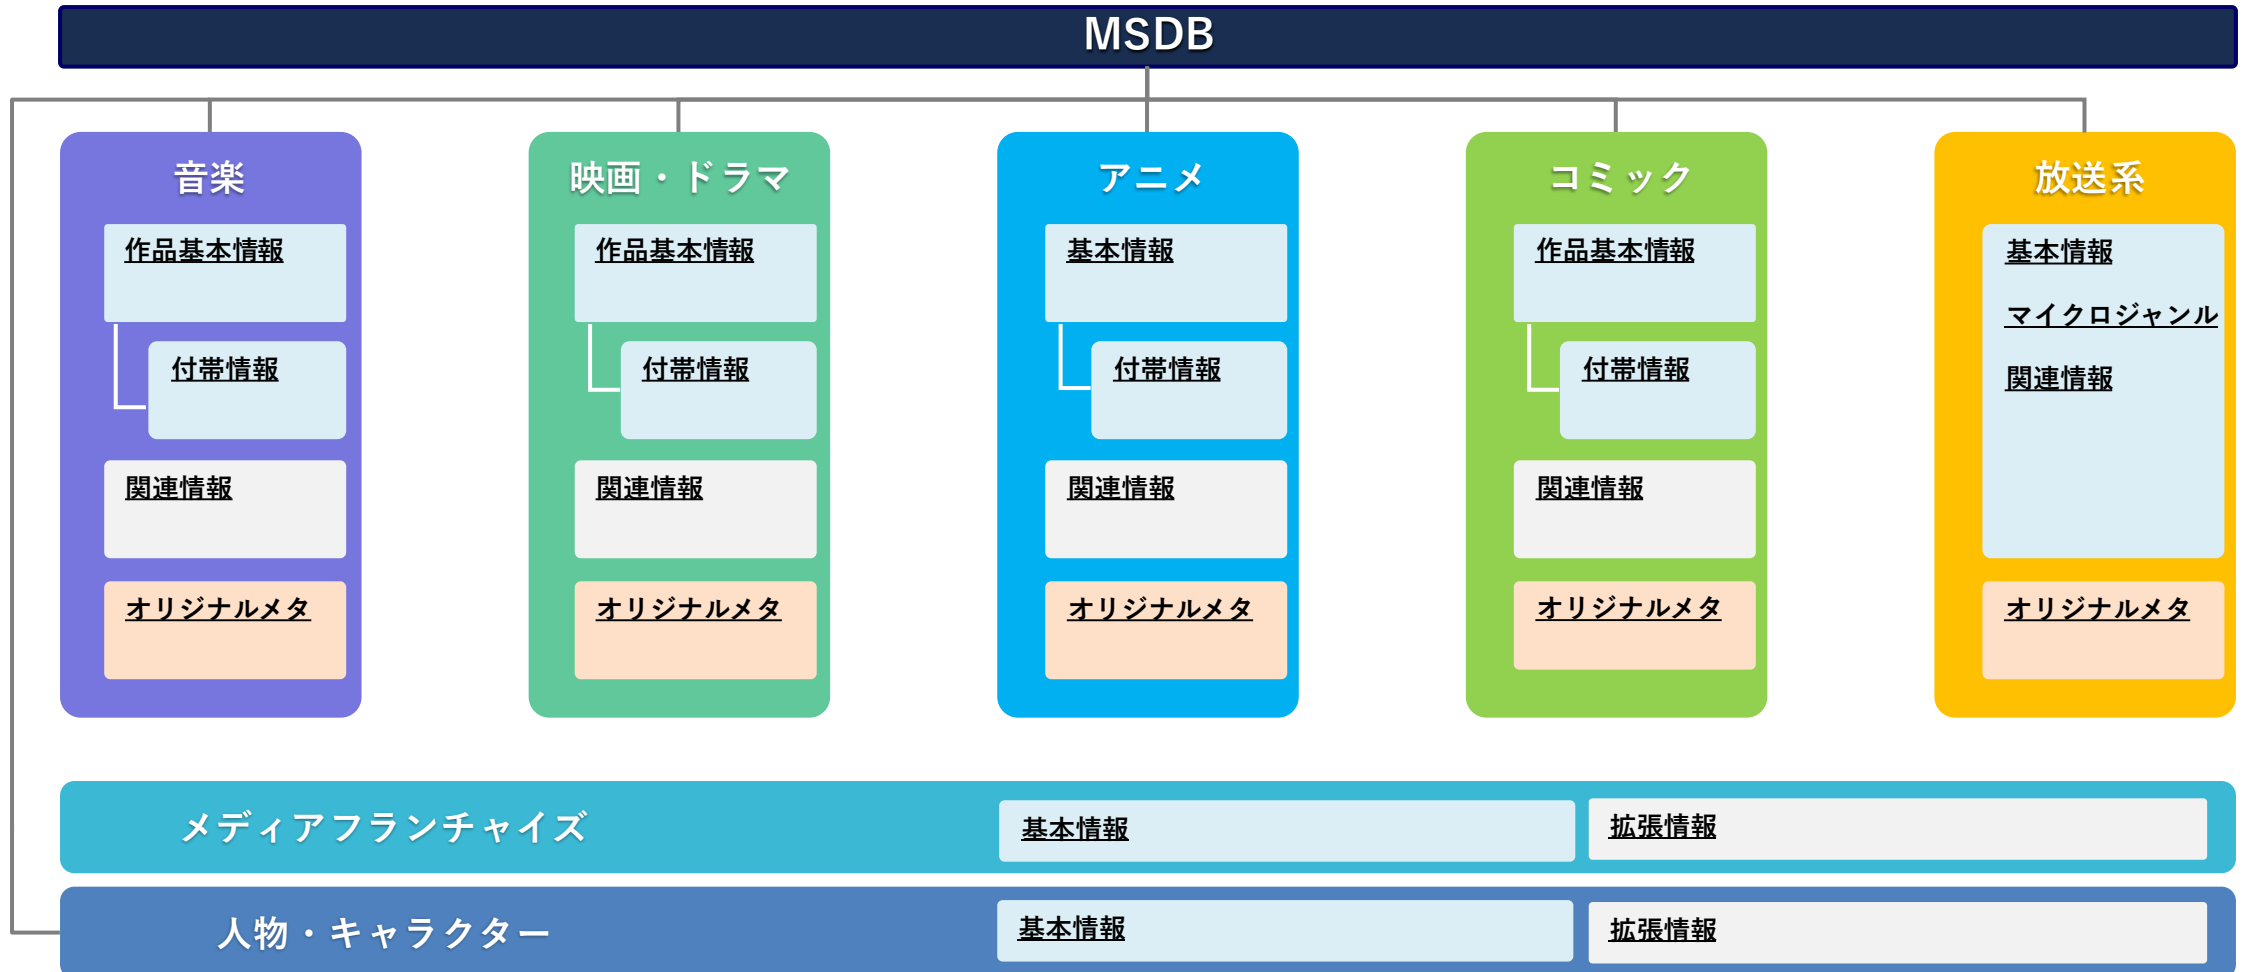 MSDB
音楽
作品基本情報
付帯情報
関連情報
オリジナルメタ
映画・ドラマ
作品基本情報
付帯情報
関連情報
オリジナルメタ
アニメ
基本情報
付帯情報
関連情報
オリジナルメタ
コミック
作品基本情報
付帯情報
関連情報
オリジナルメタ
放送系
基本情報
マイクロジャンル
関連情報
オリジナルメタ
メディアフランチャイズ
基本情報
拡張情報
人物・キャラクター
基本情報
拡張情報